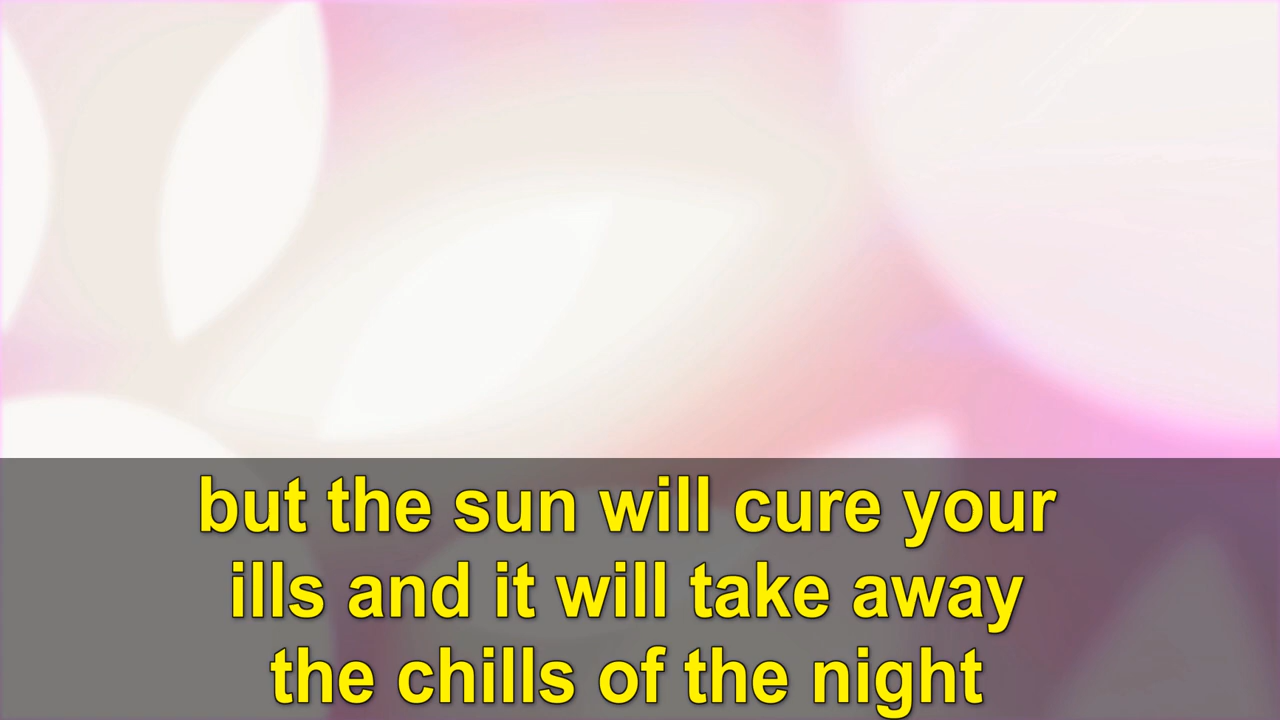 but the sun will cure your
ills and it will take away
the chills of the night